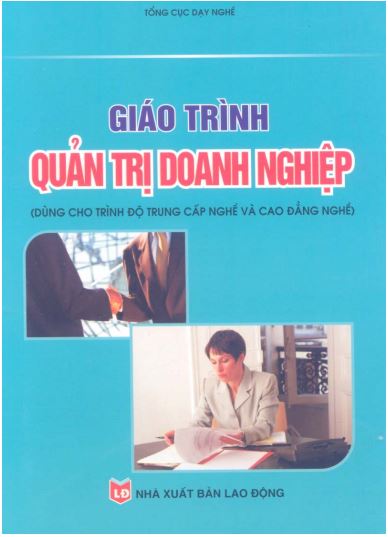 TỔNG CỤC DẠY NGHỀ
GIÁO TRÌNH
QUẢN TRỊ DOANH NGHIỆP
(DÙNG CHO TRÌNH ĐỘ TRUNG CẤP NGHỀ VÀ CAO ĐẲNG NGHỀ)
LĐ
NHÀ XUẤT BẢN LAO ĐỘNG